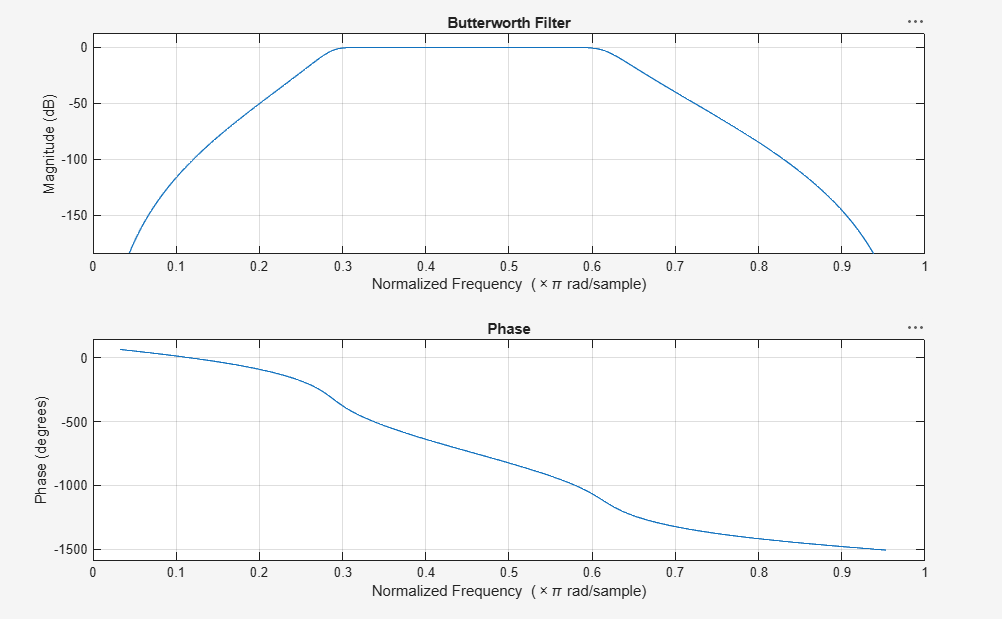 Butterworth Filter
0
-50
-100
-150
Magnitude (dB)
0 0.1 0.2 0.3 0.4 0.5 0.6 0.7 0.8 0.9 1
Normalized Frequency (×π rad/sample)
Phase
0
-500
-1000
-1500
Phase (degrees)
0 0.1 0.2 0.3 0.4 0.5 0.6 0.7 0.8 0.9 1
Normalized Frequency (×π rad/sample)